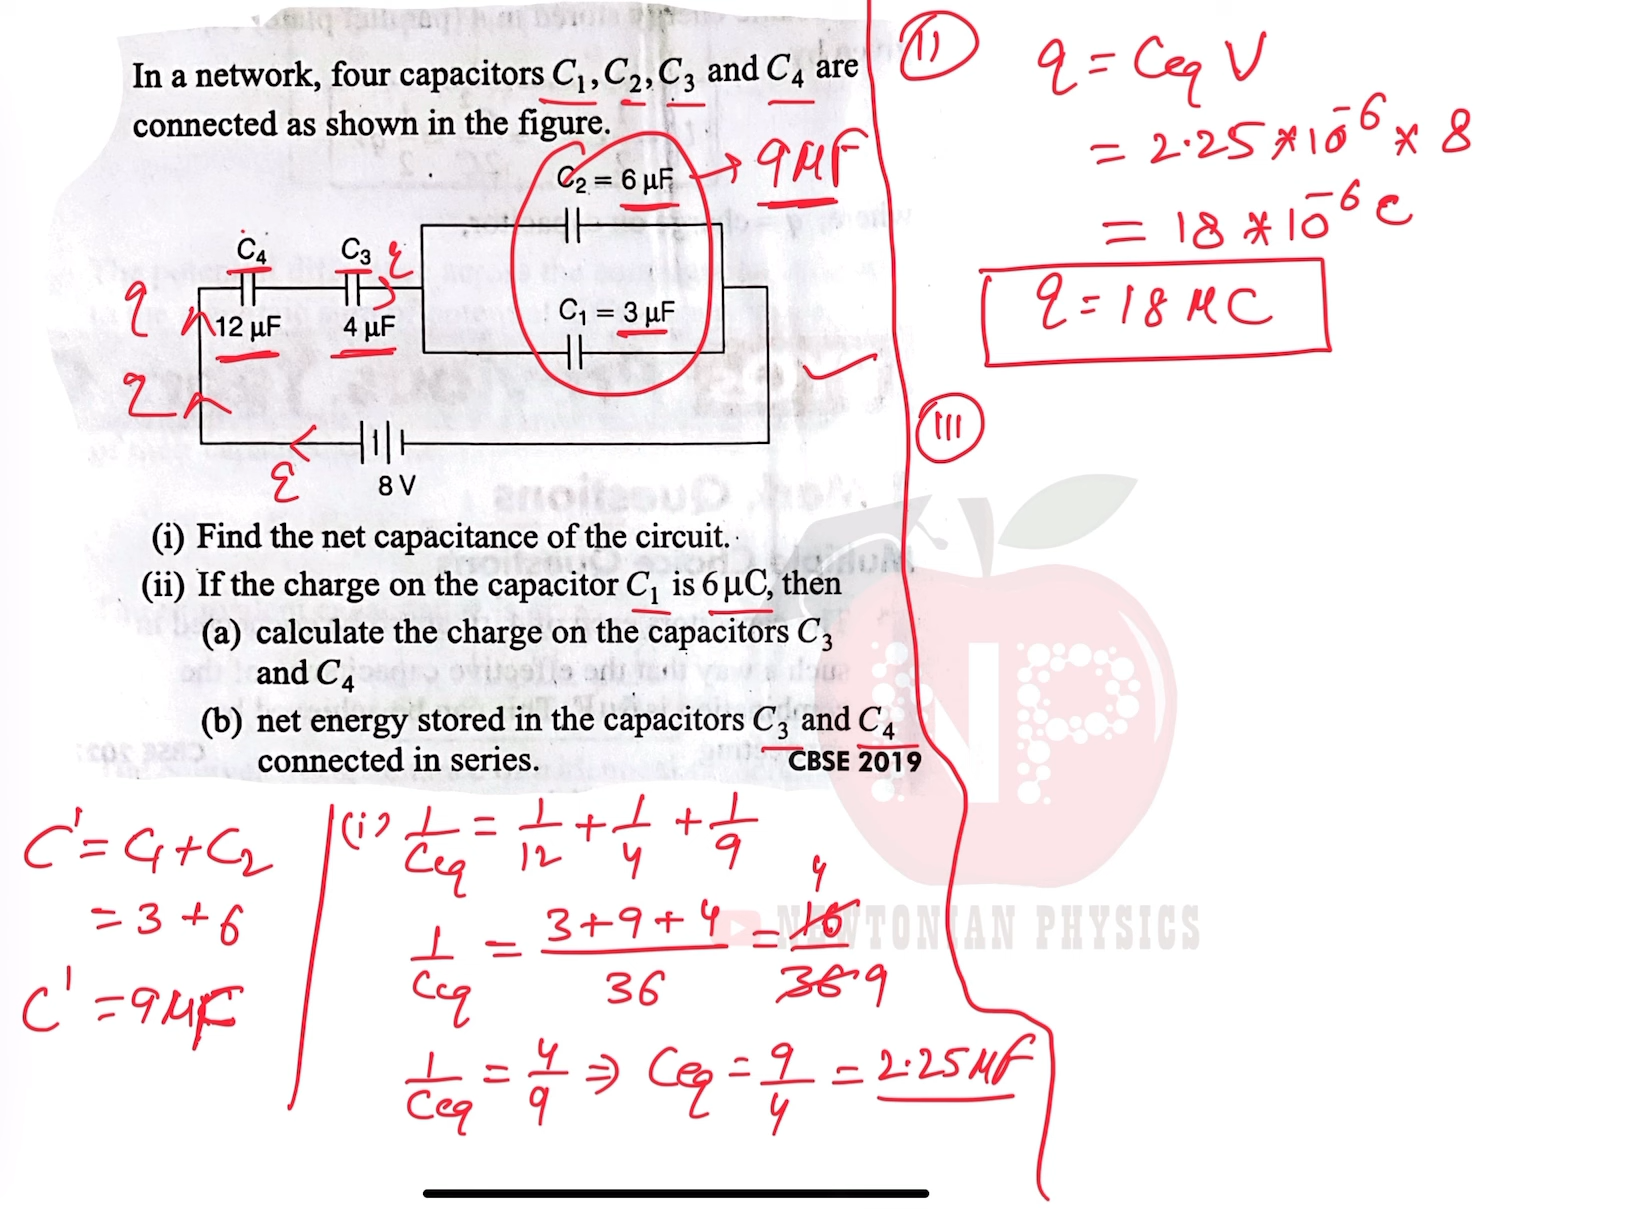 In a network, four capacitors C₁, C₂, C₃ and C₄ are
connected as shown in the figure.
C₂ = 6 μF
→ 9μF
C₄
C₃
q
12 μF
4 μF
C₁ = 3 μF
q
q
q
8 V
(i) Find the net capacitance of the circuit.
(ii) If the charge on the capacitor C₁ is 6 μC, then
(a) calculate the charge on the capacitors C₃
and C₄
(b) net energy stored in the capacitors C₃ and C₄
connected in series.
CBSE 2019
C' = C₁ + C₂
= 3 + 6
C' = 9μF
(i) 1/Ceq = 1/12 + 1/4 + 1/9
1/Ceq = 3+9+4/36 = 16/36 4/9
1/Ceq = 4/9 ⇒ Ceq = 9/4 = 2.25μF
(II) q = Ceq V
= 2.25 * 10⁻⁶ * 8
= 18 * 10⁻⁶ C
q = 18 μC
(III)
NP
NEWTONIAN PHYSICS